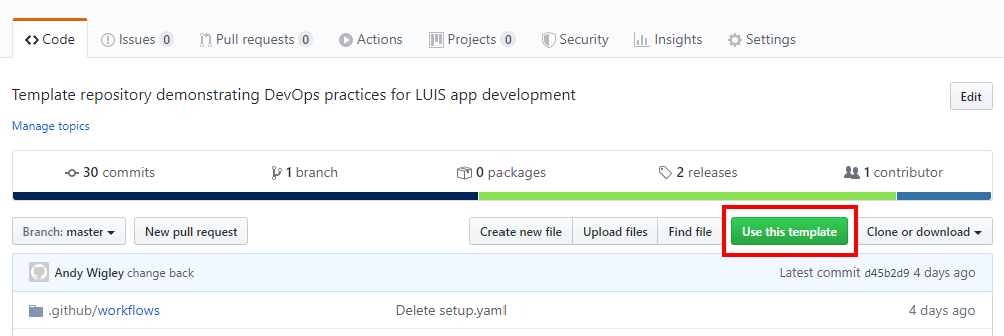 Code Issues 0 Pull requests 0 Actions Projects 0 Security Insights Settings
Template repository demonstrating DevOps practices for LUIS app development Edit
Manage topics
30 commits 1 branch 0 packages 2 releases 1 contributor
Branch: master New pull request Create new file Upload files Find file Use this template Clone or download
Andy Wigley change back Latest commit d45b2d9 4 days ago
.github/workflows Delete setup.yaml 4 days ago